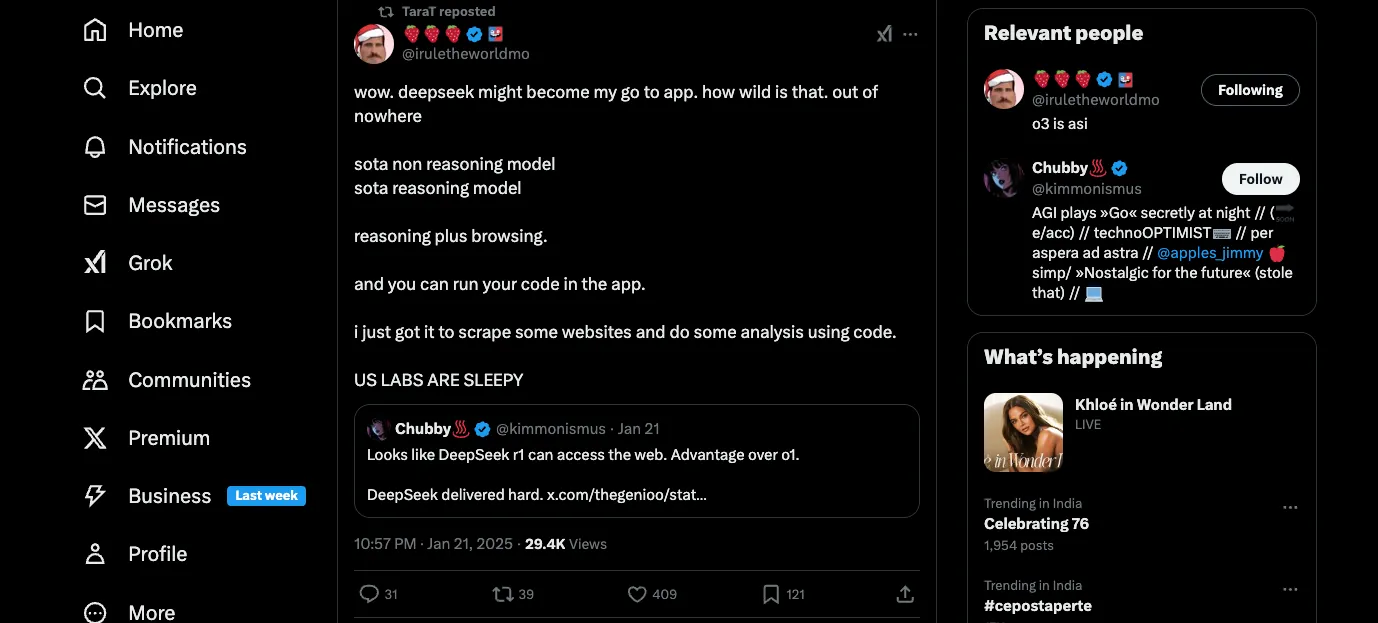 Home
Explore
Notifications
Messages
Grok
Bookmarks
Communities
Premium
Business Last week
Profile
More
TaraT reposted
🍓🍓🍓
@iruletheworldmo
wow. deepseek might become my go to app. how wild is that. out of
nowhere
sota non reasoning model
sota reasoning model
reasoning plus browsing.
and you can run your code in the app.
i just got it to scrape some websites and do some analysis using code.
US LABS ARE SLEEPY
Chubby♨️ @kimmonismus · Jan 21
Looks like DeepSeek r1 can access the web. Advantage over o1.
DeepSeek delivered hard. x.com/thegenioo/stat...
10:57 PM · Jan 21, 2025 · 29.4K Views
31 39 409 121
Relevant people
🍓🍓🍓
@iruletheworldmo
Following
o3 is asi
Chubby♨️
@kimmonismus
Follow
AGI plays »Go« secretly at night // (🔜
e/acc) // technoOPTIMIST⌨️ // per
aspera ad astra // @apples_jimmy 🍎
simp/ »Nostalgic for the future« (stole
that) // 💻
What's happening
Khloé in Wonder Land
LIVE
e in Wonder l
Trending in India
Celebrating 76
1,954 posts
Trending in India
#cepostaperte